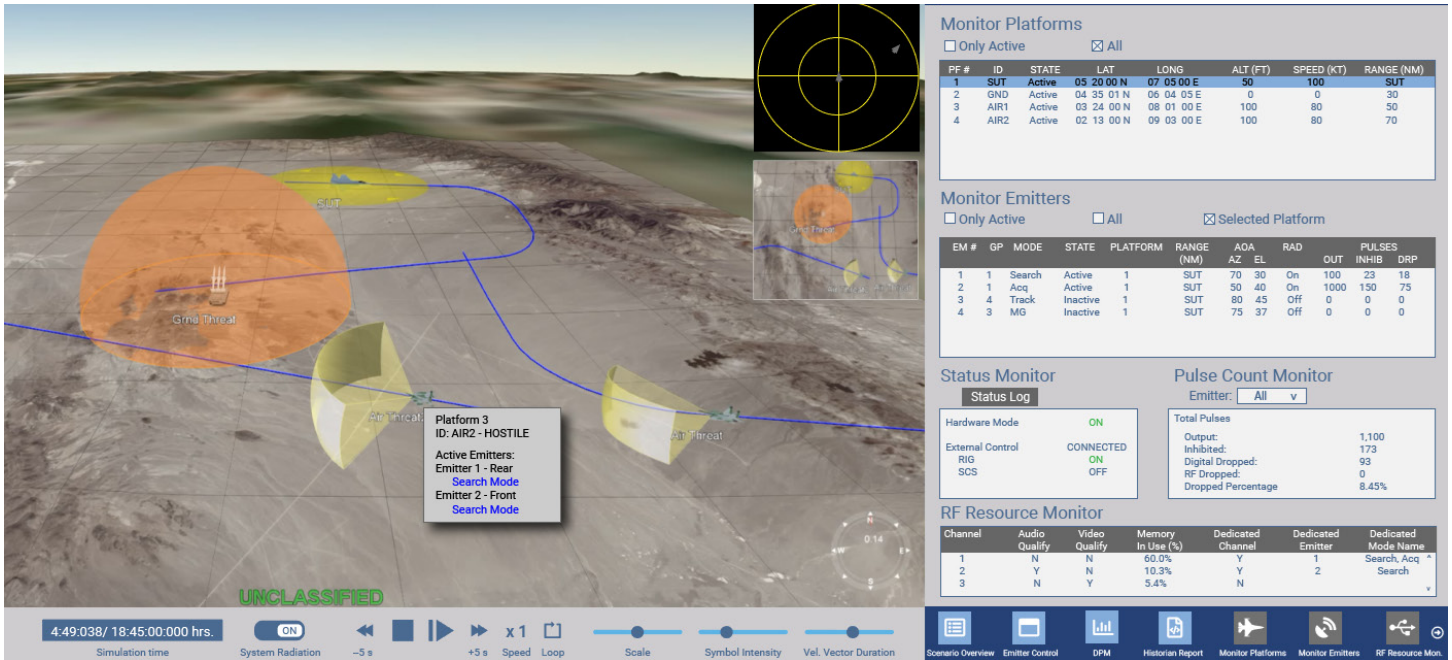 SUT
Grnd Threat
Air Threat
Air Threat
Platform 3
ID: AIR2 - HOSTILE
Active Emitters:
Emitter 1 - Rear
Search Mode
Emitter 2 - Front
Search Mode
Grnd Threat
N
W 0.14 E
S
UNCLASSIFIED
4:49:038/ 18:45:00:000 hrs.
Simulation time
ON
System Radiation
–5 s
+5 s
x 1
Speed
Loop
Scale
Symbol Intensity
Vel. Vector Duration
Monitor Platforms
Only Active All
PF # ID STATE LAT LONG ALT (FT) SPEED (KT) RANGE (NM)
1 SUT Active 05 20 00 N 07 05 00 E 50 100 SUT
2 GND Active 04 35 01 N 06 04 05 E 0 0 30
3 AIR1 Active 03 24 00 N 08 01 00 E 100 80 50
4 AIR2 Active 02 13 00 N 09 03 00 E 100 80 70
Monitor Emitters
Only Active All Selected Platform
EM # GP MODE STATE PLATFORM RANGE AOA RAD PULSES
(NM) AZ EL OUT INHIB DRP
1 1 Search Active 1 SUT 70 30 On 100 23 18
2 1 Acq Active 1 SUT 50 40 On 1000 150 75
3 4 Track Inactive 1 SUT 80 45 Off 0 0 0
4 3 MG Inactive 1 SUT 75 37 Off 0 0 0
Status Monitor
Status Log
Hardware Mode ON
External Control CONNECTED
RIG ON
SCS OFF
Pulse Count Monitor
Emitter: All v
Total Pulses
Output: 1,100
Inhibited: 173
Digital Dropped: 93
RF Dropped: 0
Dropped Percentage 8.45%
RF Resource Monitor
Channel Audio Video Memory Dedicated Dedicated Dedicated
Qualify Qualify In Use (%) Channel Emitter Mode Name
1 N N 60.0% Y 1 Search, Acq ^
2 Y N 10.3% Y 2 Search
3 N Y 5.4% N v
Scenario Overview
Emitter Control
DPM
Historian Report
Monitor Platforms
Monitor Emitters
RF Resource Mon.